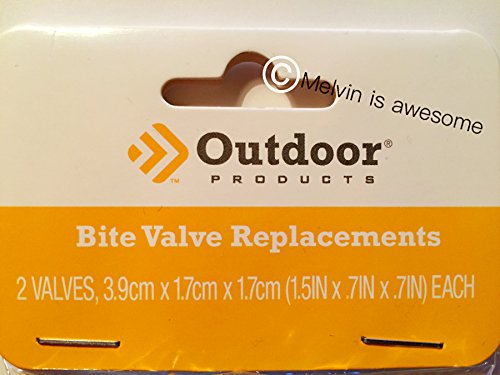 © Melvin is awesome
Outdoor®
PRODUCTS
™
Bite Valve Replacements
2 VALVES, 3.9cm x 1.7cm x 1.7cm (1.5IN x .7IN x .7IN) EACH